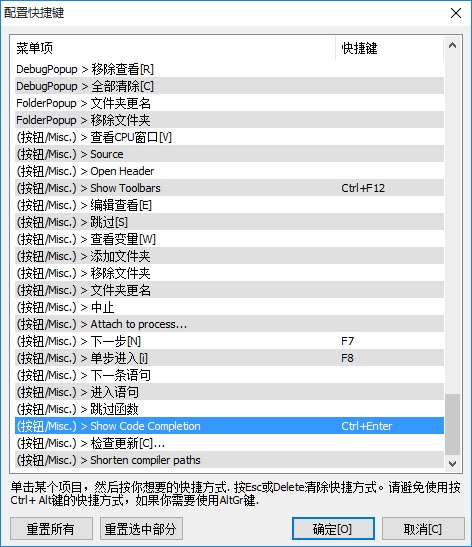 配置快捷键
菜单项 快捷键
DebugPopup > 移除查看[R]
DebugPopup > 全部清除[C]
FolderPopup > 文件夹更名
FolderPopup > 移除文件夹
(按钮/Misc.) > 查看CPU窗口[V]
(按钮/Misc.) > Source
(按钮/Misc.) > Open Header
(按钮/Misc.) > Show Toolbars Ctrl+F12
(按钮/Misc.) > 编辑查看[E]
(按钮/Misc.) > 跳过[S]
(按钮/Misc.) > 查看变量[W]
(按钮/Misc.) > 添加文件夹
(按钮/Misc.) > 移除文件夹
(按钮/Misc.) > 文件夹更名
(按钮/Misc.) > 中止
(按钮/Misc.) > Attach to process...
(按钮/Misc.) > 下一步[N] F7
(按钮/Misc.) > 单步进入[i] F8
(按钮/Misc.) > 下一条语句
(按钮/Misc.) > 进入语句
(按钮/Misc.) > 跳过函数
(按钮/Misc.) > Show Code Completion Ctrl+Enter
(按钮/Misc.) > 检查更新[C]...
(按钮/Misc.) > Shorten compiler paths
单击某个项目，然后按你想要的快捷方式. 按Esc或Delete清除快捷方式。请避免使用按
Ctrl+ Alt键的快捷方式，如果你需要使用AltGr键.
重置所有 重置选中部分 确定[O] 取消[C]